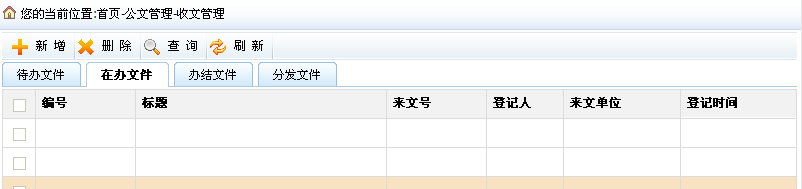 您的当前位置:首页-公文管理-收文管理
新 增 删 除 查 询 刷 新
待办文件 在办文件 办结文件 分发文件
编号 标题 来文号 登记人 来文单位 登记时间